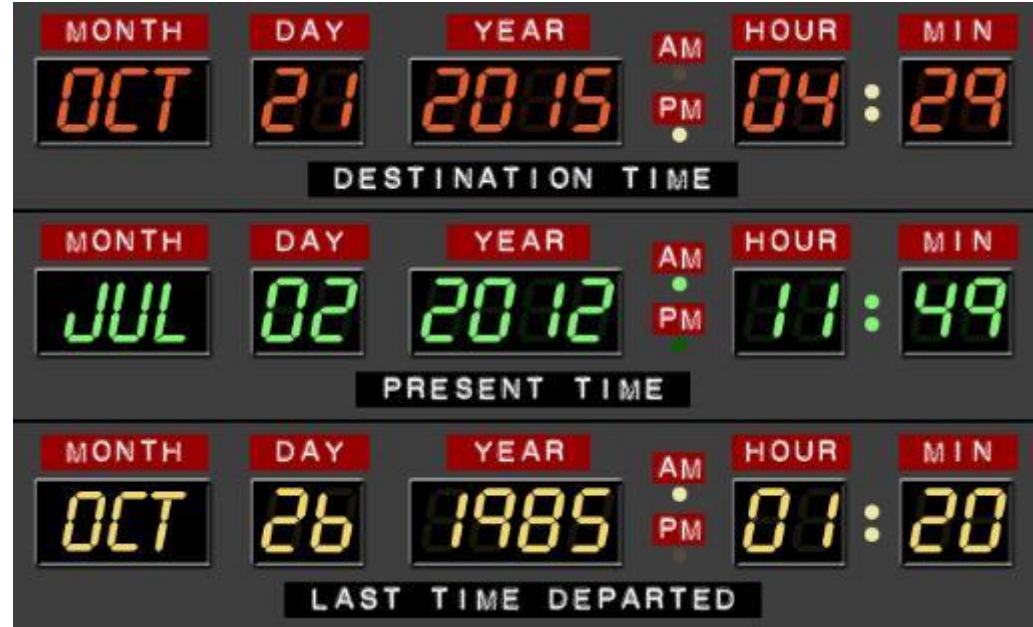 MONTH DAY YEAR AM HOUR MIN
OCT 21 2015 PM 04:29
DESTINATION TIME
MONTH DAY YEAR AM HOUR MIN
JUL 02 2012 PM 11:49
PRESENT TIME
MONTH DAY YEAR AM HOUR MIN
OCT 26 1985 PM 01:20
LAST TIME DEPARTED